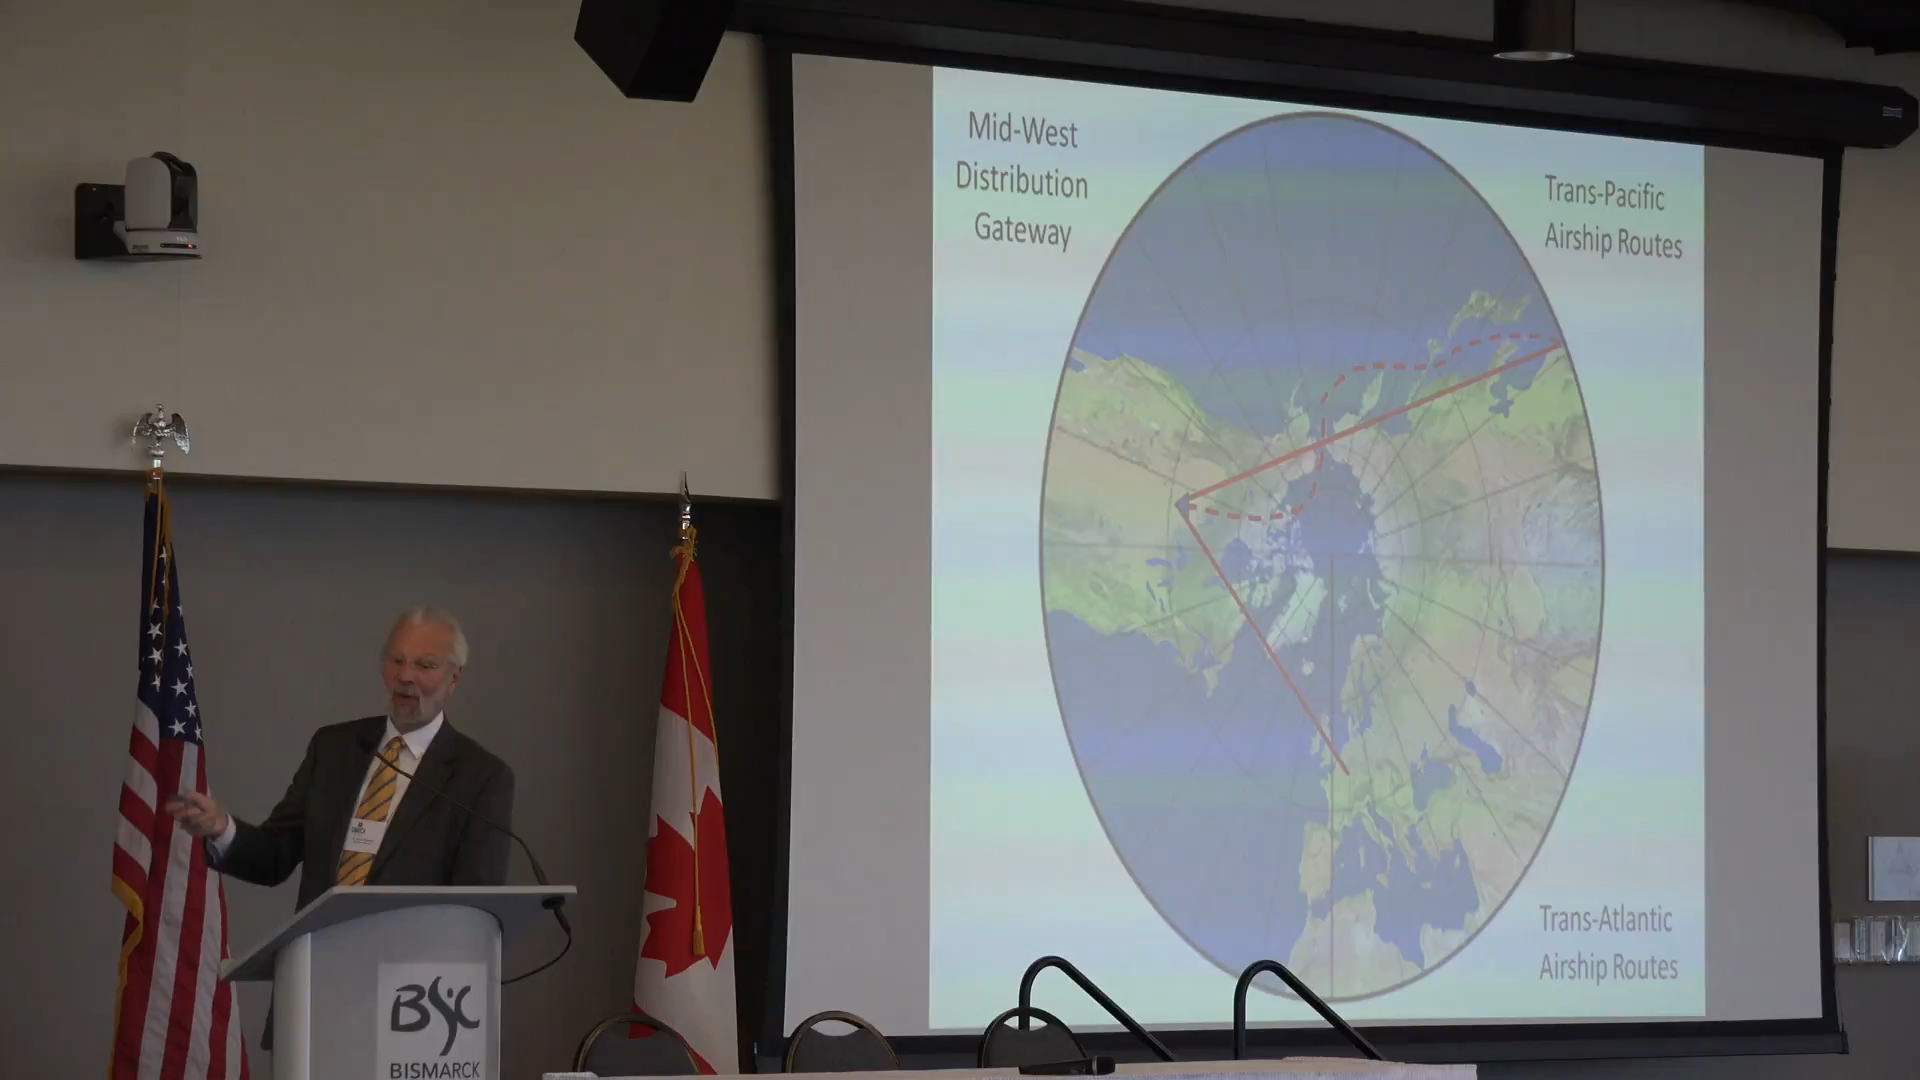 Mid-West
Distribution
Gateway
Trans-Pacific
Airship Routes
Trans-Atlantic
Airship Routes
BSC
BISMARCK